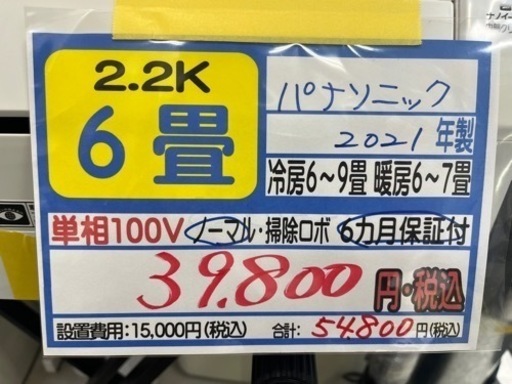 2.2K
6畳
パナソニック
2021年製
冷房6～9畳 暖房6～7畳
単相100V ノーマル・掃除ロボ 6カ月保証付
39.800円・税込
設置費用：15,000円（税込） 合計：54.800円（税込）